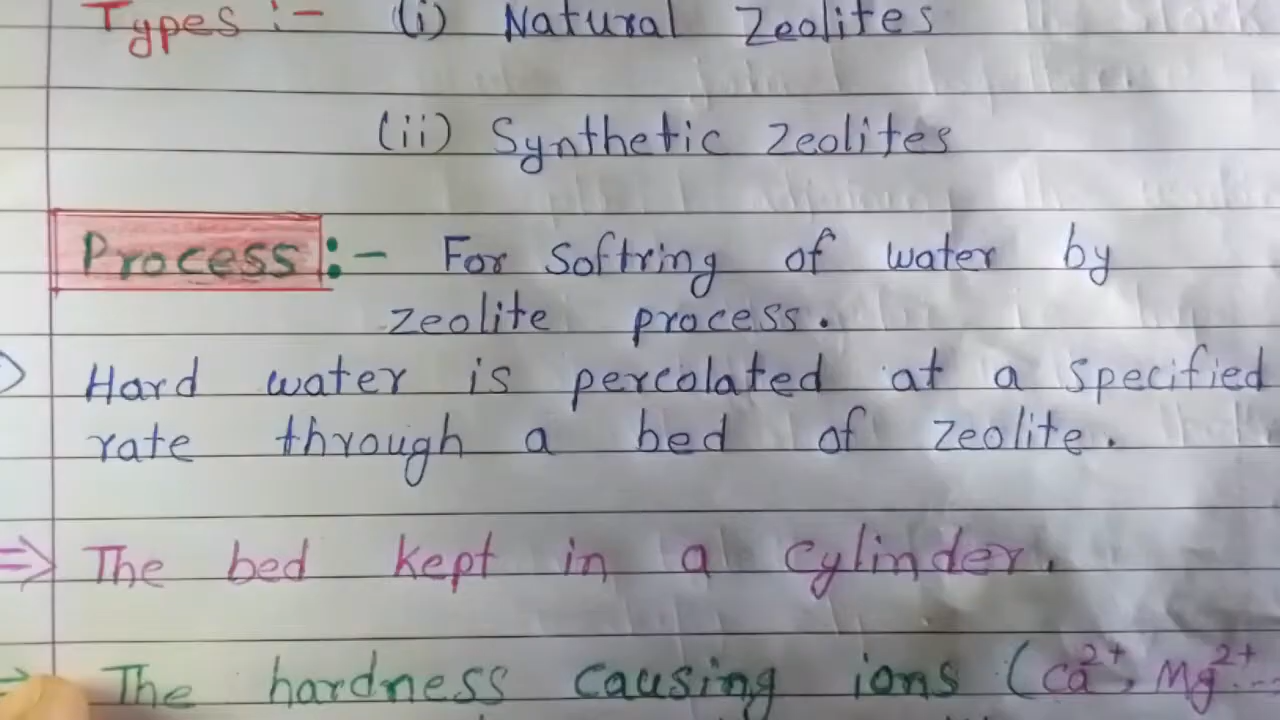 Types :- (i) Natural Zeolites
(ii) Synthetic zeolites
Process :- For Softring of water by
zeolite process.
Hard water is percolated at a specified
rate through a bed of zeolite.
⇒ The bed kept in a cylinder.
⇒ The hardness causing ions (Ca²⁺, Mg²⁺...